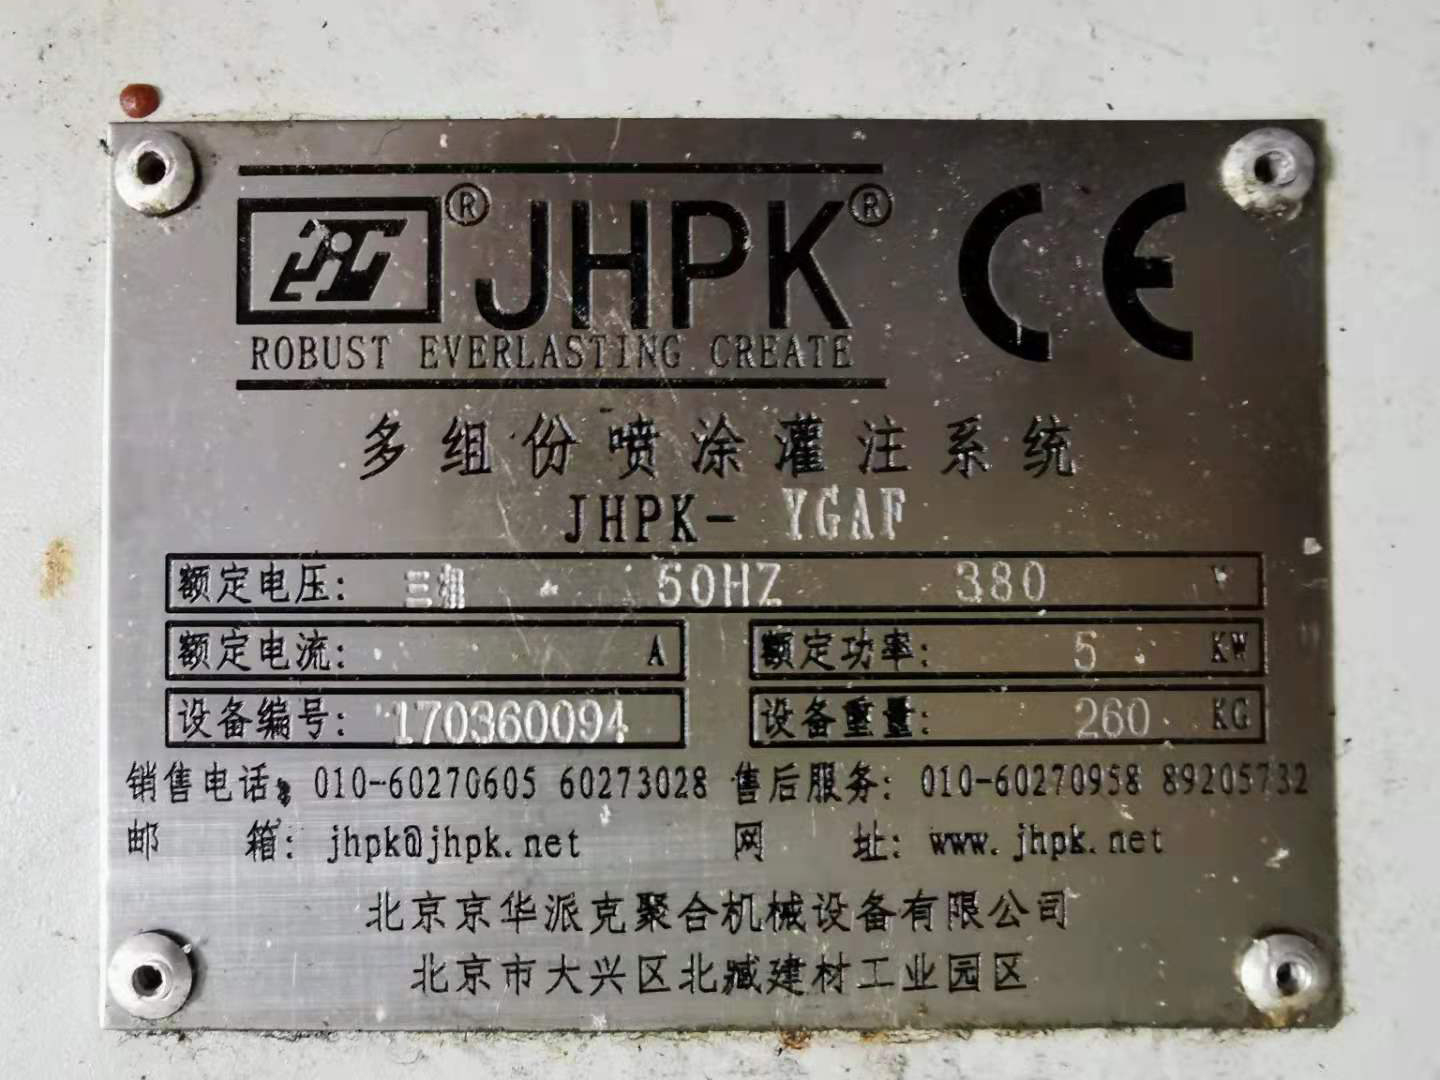 ® JHPK® CE
ROBUST EVERLASTING CREATE
多组份喷涂灌注系统
JHPK- YGAF
额定电压: 三相 50HZ 380 V
额定电流: A 额定功率: 5 KW
设备编号: 170360094 设备重量: 260 KG
销售电话: 010-60270605 60273028 售后服务: 010-60270958 89205732
邮 箱: jhpk@jhpk.net 网 址: www.jhpk.net
北京京华派克聚合机械设备有限公司
北京市大兴区北臧建材工业园区